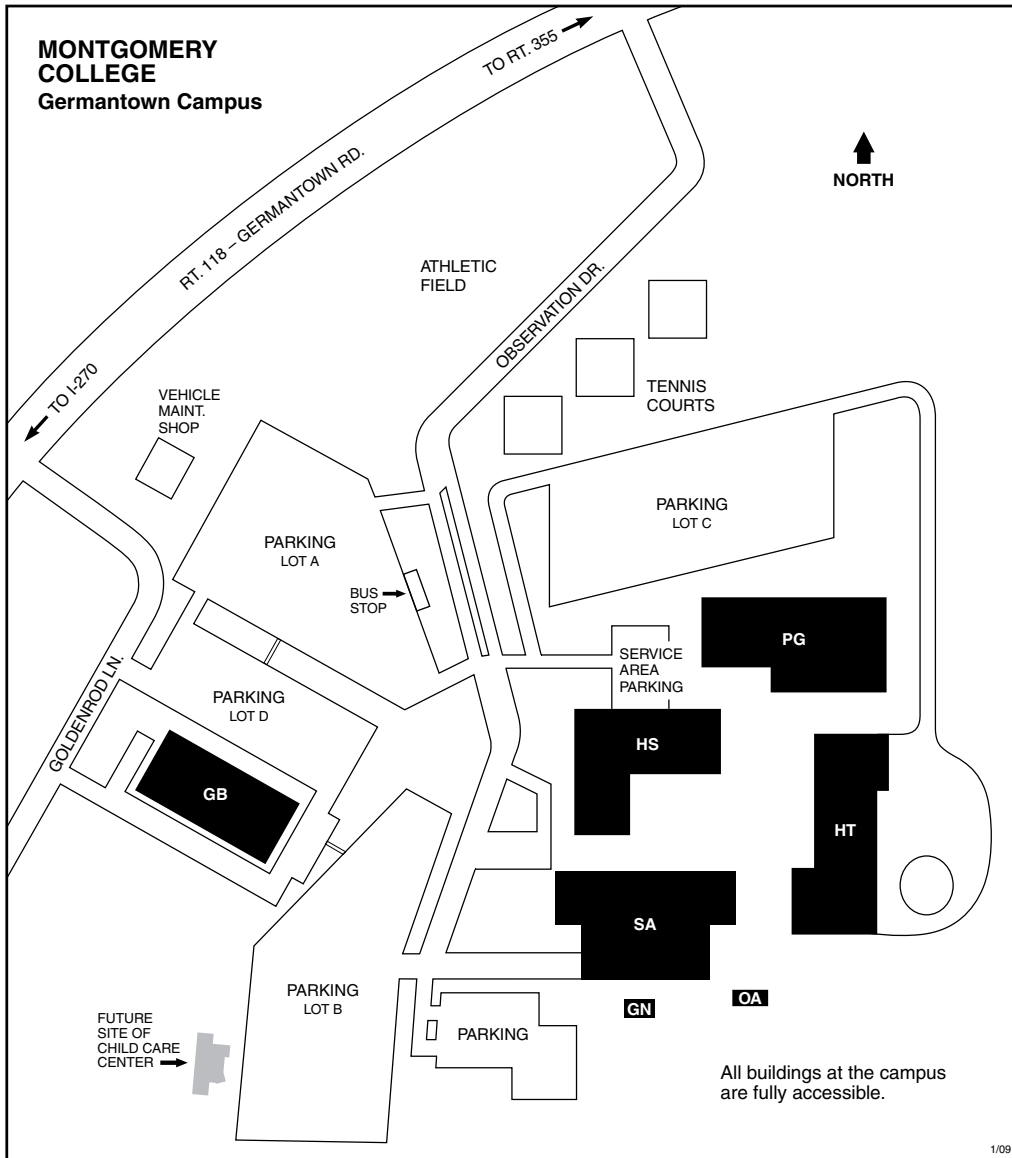 MONTGOMERY
COLLEGE
Germantown Campus
TO RT. 355
NORTH
RT. 118 – GERMANTOWN RD.
ATHLETIC
FIELD
OBSERVATION DR.
TO I-270
VEHICLE
MAINT.
SHOP
TENNIS
COURTS
PARKING
LOT C
PARKING
LOT A
BUS
STOP
PG
SERVICE
AREA
PARKING
GOLDENROD LN.
PARKING
LOT D
HS
GB
HT
SA
PARKING
LOT B
GN
OA
FUTURE
SITE OF
CHILD CARE
CENTER
PARKING
All buildings at the campus
are fully accessible.
1/09